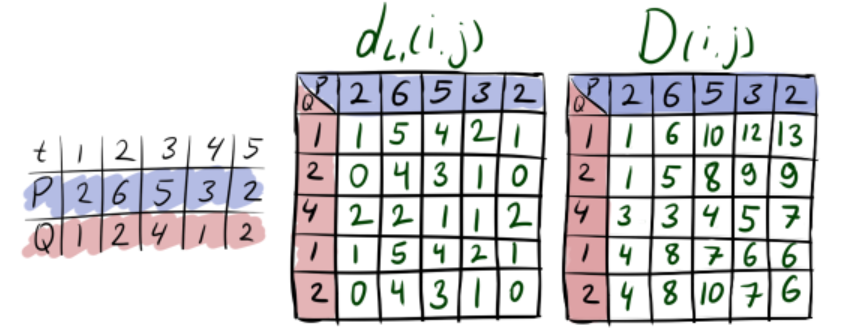 t 1 2 3 4 5
P 2 6 5 3 2
Q 1 2 4 1 2
d L₁(i,j)
P Q 2 6 5 3 2
1 1 5 4 2 1
2 0 4 3 1 0
4 2 2 1 1 2
1 1 5 4 2 1
2 0 4 3 1 0
D(i,j)
P Q 2 6 5 3 2
1 1 6 10 12 13
2 1 5 8 9 9
4 3 3 4 5 7
1 4 8 7 6 6
2 4 8 10 7 6